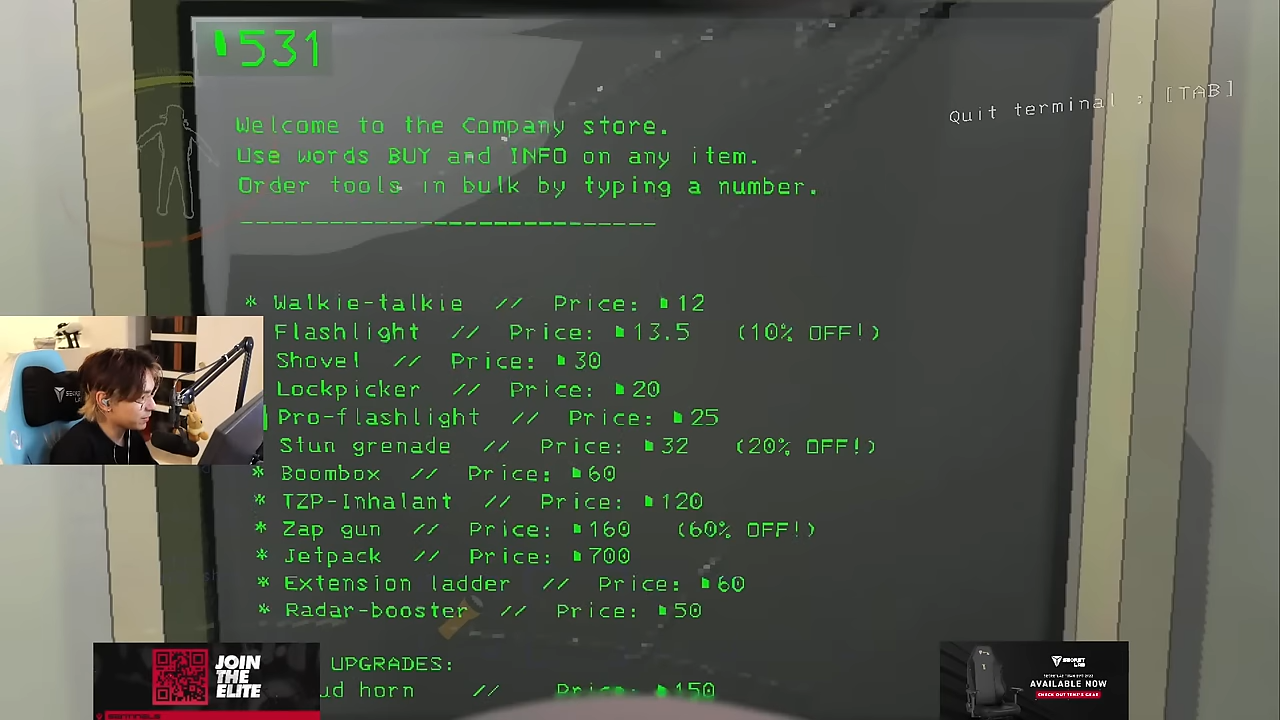 531
Quit terminal : [TAB]
Welcome to the Company store.
Use words BUY and INFO on any item.
Order tools in bulk by typing a number.
----------------------------
* Walkie-talkie // Price: 12
Flashlight // Price: 13.5 (10% OFF!)
Shovel // Price: 30
Lockpicker // Price: 20
Pro-flashlight // Price: 25
Stun grenade // Price: 32 (20% OFF!)
* Boombox // Price: 60
* TZP-Inhalant // Price: 120
* Zap gun // Price: 160 (60% OFF!)
* Jetpack // Price: 700
* Extension ladder // Price: 60
* Radar-booster // Price: 50
UPGRADES:
ud horn // Price: 150
JOIN
THE
ELITE
SENTINELS
SECRET
LAB
AVAILABLE NOW